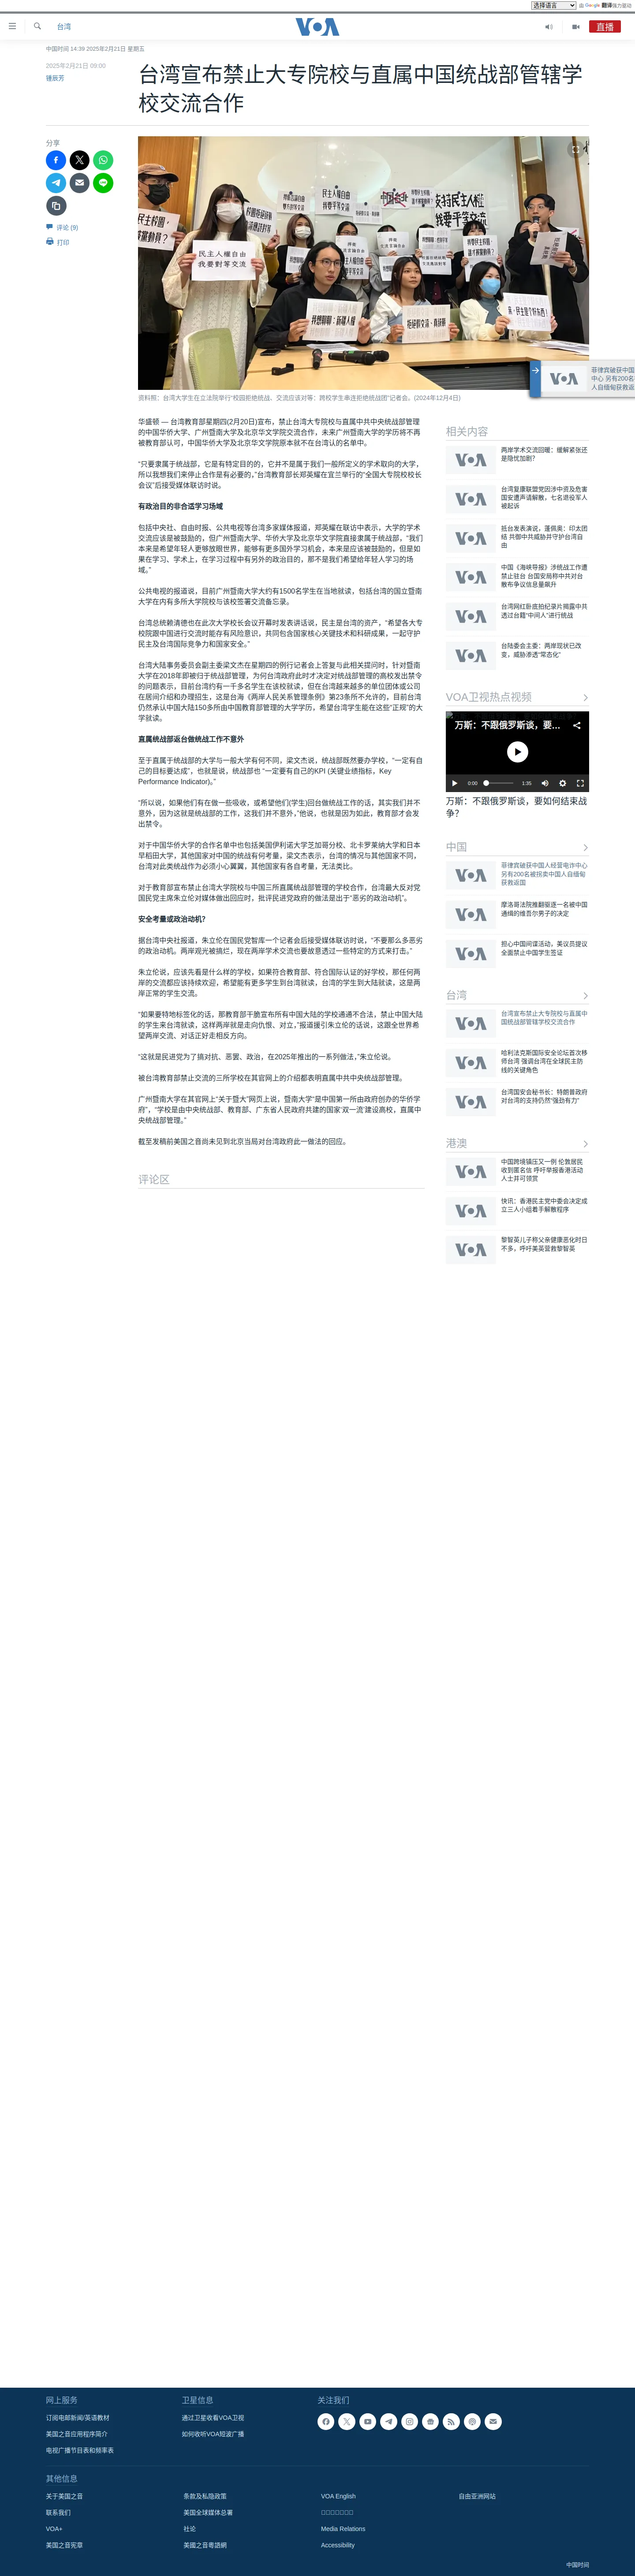 选择语言
由 Google 翻译强力驱动
台湾
VOA
直播
中国时间 14:39 2025年2月21日 星期五
2025年2月21日 09:00
锺辰芳
台湾宣布禁止大专院校与直属中国统战部管辖学
校交流合作
分享
评论 (9)
打印
民主人權自由
我要對等交流
资料照：台湾大学生在立法院举行“校园拒绝统战、交流应该对等：跨校学生串连拒绝统战团”记者会。(2024年12月4日)
菲律宾破获中国
中心 另有200名
人自缅甸获救返
华盛顿 — 台湾教育部星期四(2月20日)宣布，禁止台湾大专院校与直属中共中央统战部管理
的中国华侨大学、广州暨南大学及北京华文学院交流合作，未来广州暨南大学的学历将不再
被教育部认可，中国华侨大学及北京华文学院原本就不在台湾认可的名单中。
“只要隶属于统战部，它是有特定目的的，它并不是属于我们一般所定义的学术取向的大学，
所以我想我们来得停止合作是有必要的，”台湾教育部长郑英耀在宜兰举行的“全国大专院校校长
会议”后接受媒体联访时说。
有政治目的非合适学习场域
包括中央社、自由时报、公共电视等台湾多家媒体报道，郑英耀在联访中表示，大学的学术
交流应该是被鼓励的，但广州暨南大学、华侨大学及北京华文学院直接隶属于统战部，“我们
本来是希望年轻人更够放眼世界，能够有更多国外学习机会，本来是应该被鼓励的，但是如
果在学习、学术上，在学习过程中有另外的政治目的，那不是我们希望给年轻人学习的场
域。”
公共电视的报道说，目前广州暨南大学大约有1500名学生在当地就读，包括台湾的国立暨南
大学在内有多所大学院校与该校签署交流备忘录。
台湾总统赖清德也在此次大学校长会议开幕时发表讲话说，民主是台湾的资产，“希望各大专
校院跟中国进行交流时能存有风险意识，共同包含国家核心关键技术和科研成果，一起守护
民主及台湾国际竞争力和国家安全。”
台湾大陆事务委员会副主委梁文杰在星期四的例行记者会上答复与此相关提问时，针对暨南
大学在2018年即被归于统战部管理，为何台湾政府此时才决定对统战部管理的高校发出禁令
的问题表示，目前台湾约有一千多名学生在该校就读，但在台湾越来越多的单位团体或公司
在居间介绍和办理招生，当然也违反了《两岸人民关系管理条例》第23条所不允许的，目前台湾
仍然承认中国大陆150多所由中国教育部管理的大学学历，希望台湾学生能在这些“正规”的大
学就读。
直属统战部返台做统战工作不意外
至于直属于统战部的大学与一般大学有何不同，梁文杰说，统战部既然要办学校，“一定有自
己的目标要达成”，也就是说，统战部也 “一定要有自己的KPI (关键业绩指标，Key
Performance Indicator)。”
“所以说，如果他们有在做一些吸收，或希望他们(学生)回台做统战工作的话，其实我们并不
意外，因为这就是统战部的工作，这我们并不意外，”他说，也就是因为如此，教育部才会发
出禁令。
对于中国华侨大学的合作名单中也包括美国伊利诺大学芝加哥分校、北卡罗莱纳大学和日本
早稻田大学，其他国家对中国的统战有何考量，梁文杰表示，台湾的情况与其他国家不同，
台湾对此类统战作为必须小心翼翼，其他国家有各自考量，无法类比。
对于教育部宣布禁止台湾大学院校与中国三所直属统战部管理的学校合作，台湾最大反对党
国民党主席朱立伦对媒体做出回应时，批评民进党政府的做法是出于“恶劣的政治动机”。
安全考量或政治动机?
据台湾中央社报道，朱立伦在国民党智库一个记者会后接受媒体联访时说，“不要那么多恶劣
的政治动机。两岸观光被搞烂，现在两岸学术交流也要故意透过一些特定的方式来打击。”
朱立伦说，应该先看是什么样的学校，如果符合教育部、符合国际认证的好学校，那任何两
岸的交流都应该持续欢迎，希望能有更多学生到台湾就读，台湾的学生到大陆就读，这是两
岸正常的学生交流。
“如果要特地标签化的话，那教育部干脆宣布所有中国大陆的学校通通不合法，禁止中国大陆
的学生来台湾就读，这样两岸就是走向仇恨、对立，”报道援引朱立伦的话说，这跟全世界希
望两岸交流、对话正好走相反方向。
“这就是民进党为了搞对抗、恶罢、政治，在2025年推出的一系列做法，”朱立伦说。
被台湾教育部禁止交流的三所学校在其官网上的介绍都表明直属中共中央统战部管理。
广州暨南大学在其官网上“关于暨大”网页上说，暨南大学“是中国第一所由政府创办的华侨学
府”，“学校是由中央统战部、教育部、广东省人民政府共建的国家‘双一流’建设高校，直属中
央统战部管理。”
截至发稿前美国之音尚未见到北京当局对台湾政府此一做法的回应。
评论区
相关内容
两岸学术交流回暖：缓解紧张还
是隐忧加剧?
台湾复康联盟党因涉中资及危害
国安遭声请解散，七名退役军人
被起诉
抵台发表演说，蓬佩奥：印太团
结 共御中共威胁并守护台湾自
由
中国《海峡导报》涉统战工作遭
禁止驻台 台国安局称中共对台
散布争议信息量飙升
台湾网红卧底拍纪录片揭露中共
透过台籍“中间人”进行统战
台陆委会主委：两岸现状已改
变，威胁渗透“常态化”
VOA卫视热点视频
万斯：不跟俄罗斯谈，要…
0:00
1:35
万斯：不跟俄罗斯谈，要如何结束战
争?
中国
菲律宾破获中国人经营电诈中心
另有200名被拐卖中国人自缅甸
获救返国
摩洛哥法院推翻驱逐一名被中国
通缉的维吾尔男子的决定
担心中国间谍活动，美议员提议
全面禁止中国学生签证
台湾
台湾宣布禁止大专院校与直属中
国统战部管辖学校交流合作
哈利法克斯国际安全论坛首次移
师台湾 强调台湾在全球民主防
线的关键角色
台湾国安会秘书长：特朗普政府
对台湾的支持仍然“强劲有力”
港澳
中国跨境镇压又一例 伦敦居民
收到匿名信 呼吁举报香港活动
人士并可领赏
快讯：香港民主党中委会决定成
立三人小组着手解散程序
黎智英儿子称父亲健康恶化时日
不多，呼吁美英营救黎智英
网上服务
订阅电邮新闻/英语教材
美国之音应用程序简介
电视广播节目表和频率表
卫星信息
通过卫星收看VOA卫视
如何收听VOA短波广播
关注我们
其他信息
关于美国之音
联系我们
VOA+
美国之音宪章
条款及私隐政策
美国全球媒体总署
社论
美國之音粵語網
VOA English
Media Relations
Accessibility
自由亚洲网站
中国时间